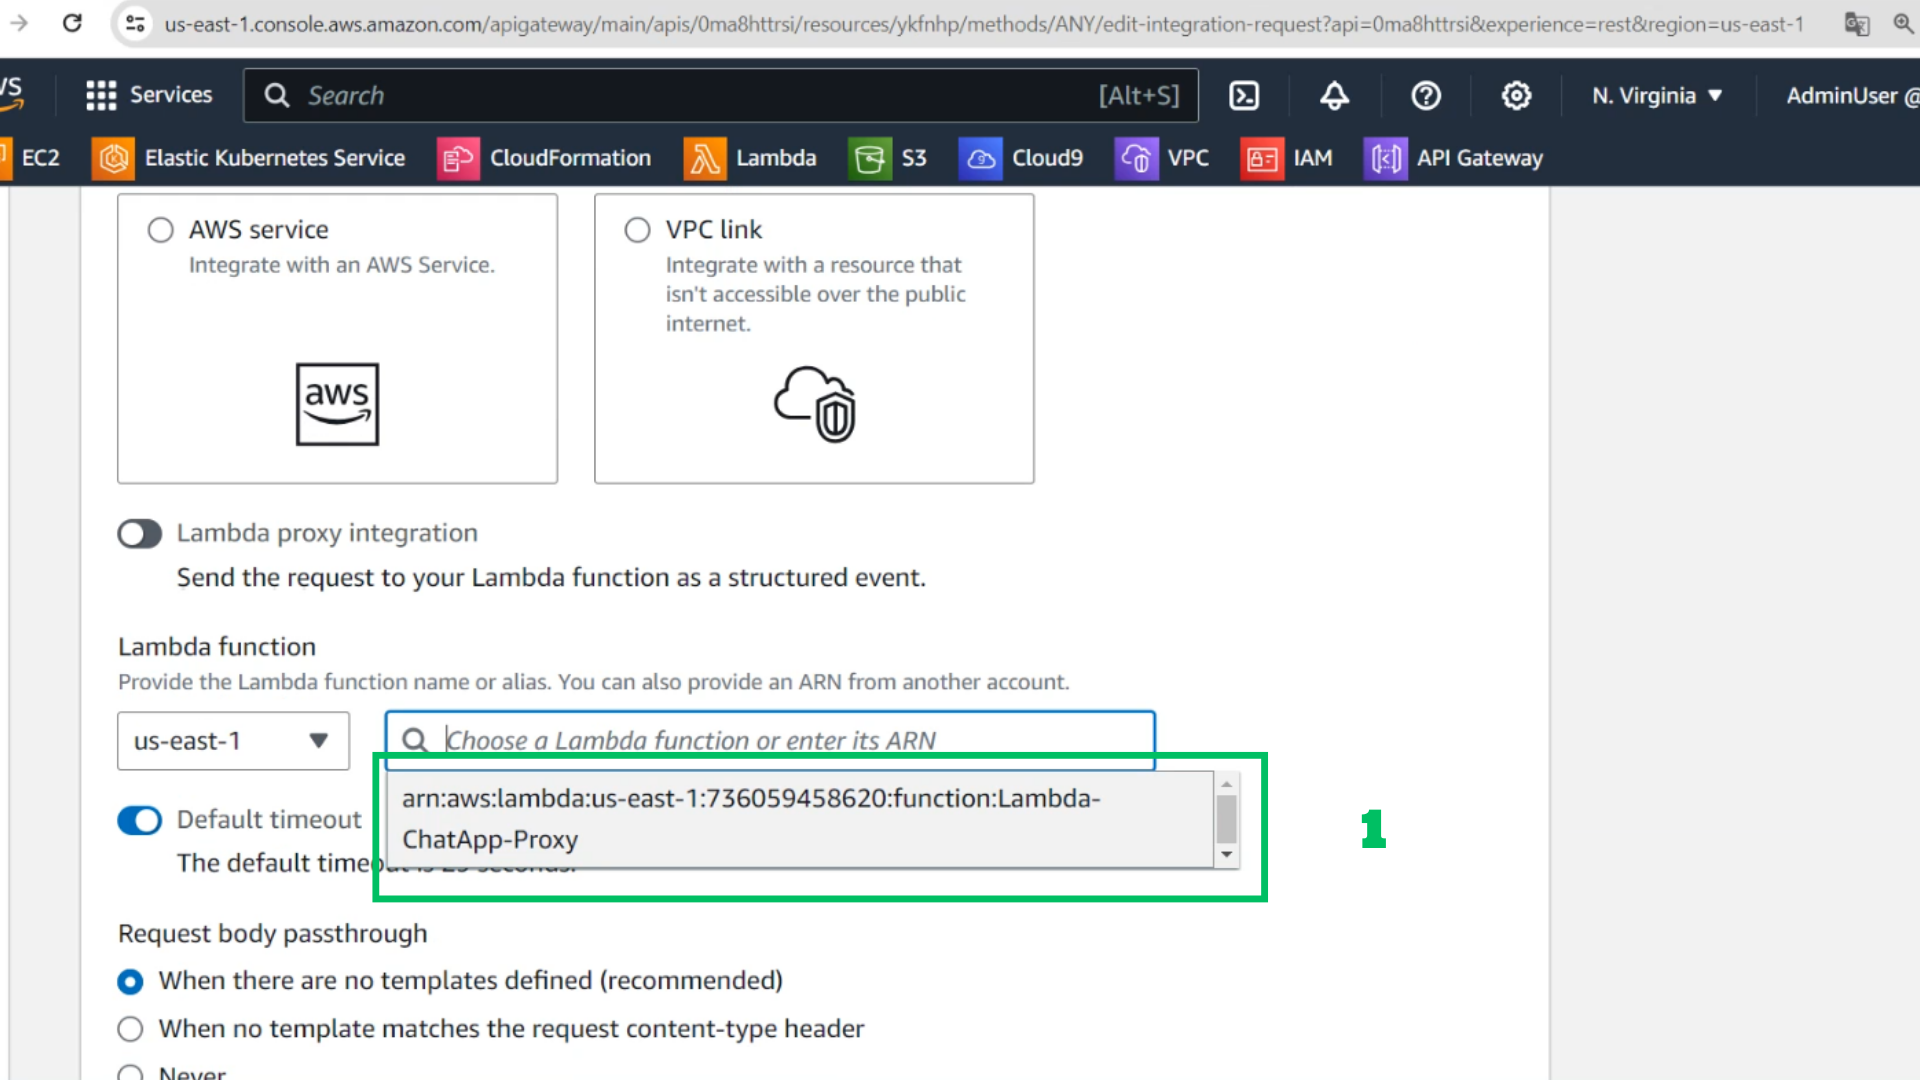 us-east-1.console.aws.amazon.com/apigateway/main/apis/0ma8httrsi/resources/ykfnhp/methods/ANY/edit-integration-request?api=0ma8httrsi&experience=rest&region=us-east-1
Services
Search
[Alt+S]
N. Virginia
AdminUser @
EC2
Elastic Kubernetes Service
CloudFormation
Lambda
S3
Cloud9
VPC
IAM
API Gateway
AWS service
Integrate with an AWS Service.
aws
VPC link
Integrate with a resource that
isn't accessible over the public
internet.
Lambda proxy integration
Send the request to your Lambda function as a structured event.
Lambda function
Provide the Lambda function name or alias. You can also provide an ARN from another account.
us-east-1
Choose a Lambda function or enter its ARN
arn:aws:lambda:us-east-1:736059458620:function:Lambda-
ChatApp-Proxy
1
Default timeout
The default timeout is 29 seconds.
Request body passthrough
When there are no templates defined (recommended)
When no template matches the request content-type header
Never